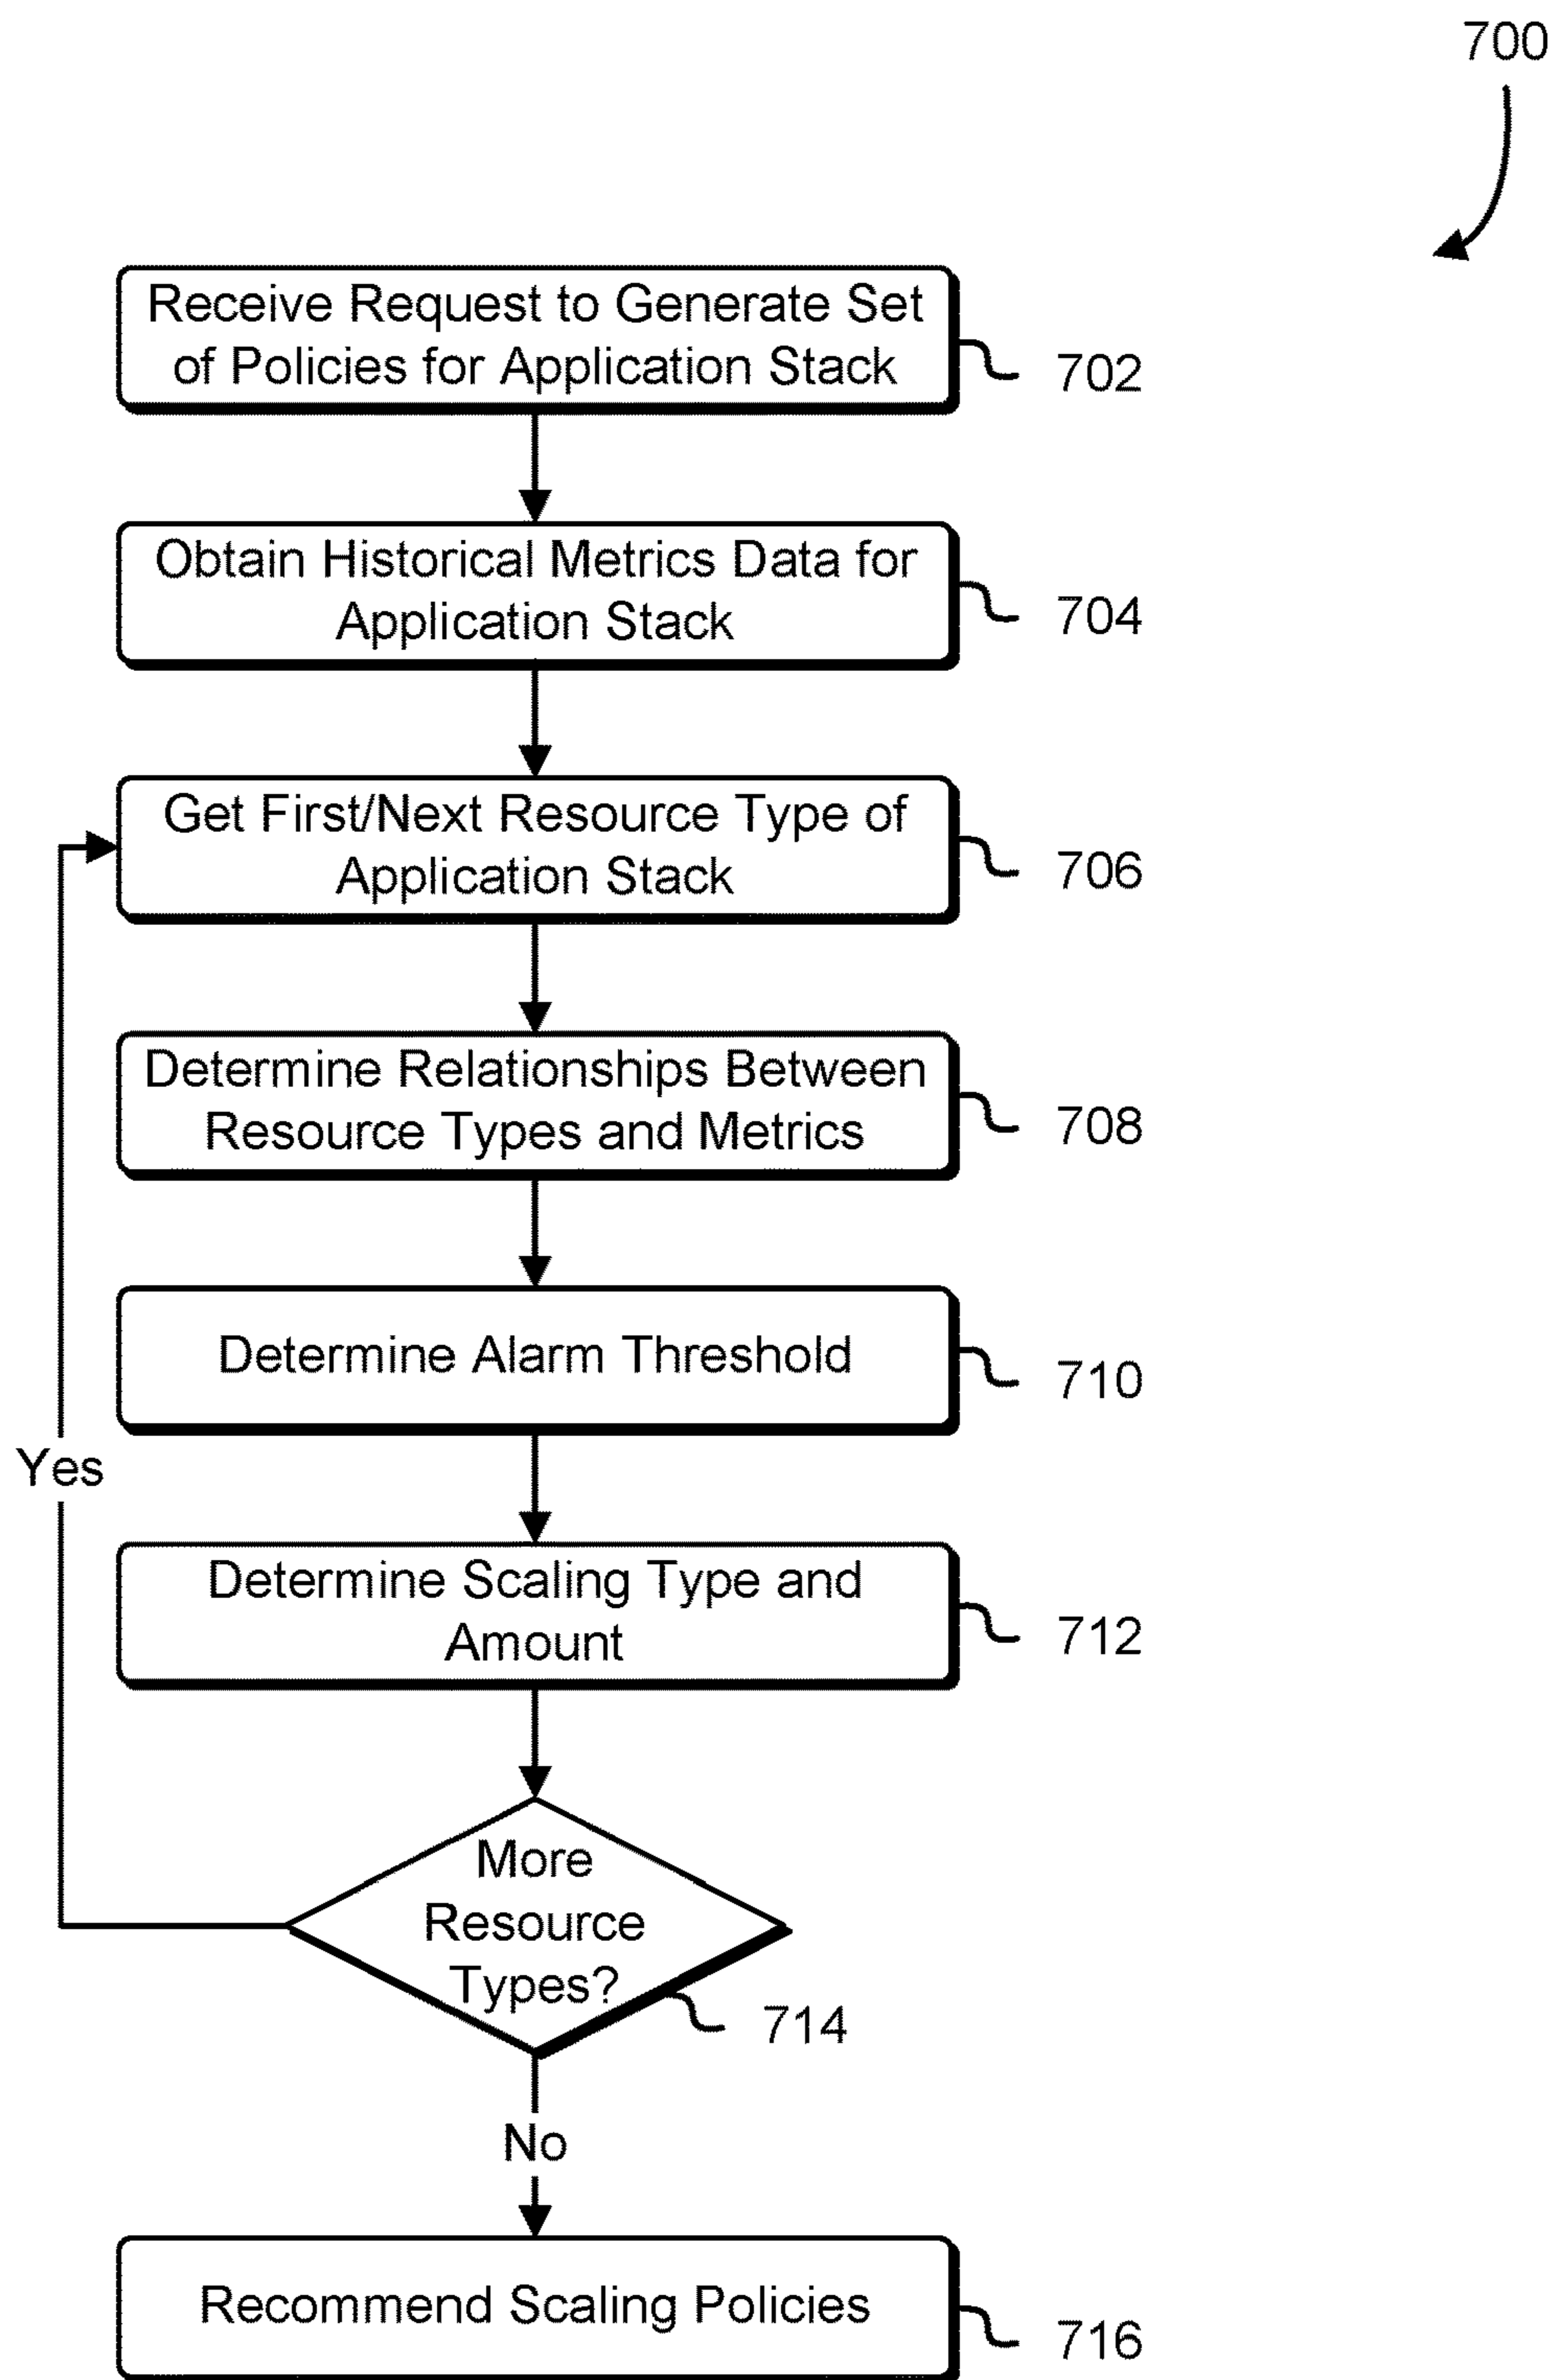 700
Receive Request to Generate Set
of Policies for Application Stack
702
Obtain Historical Metrics Data for
Application Stack
704
Get First/Next Resource Type of
Application Stack
706
Determine Relationships Between
Resource Types and Metrics
708
Determine Alarm Threshold
710
Yes
Determine Scaling Type and
Amount
712
More
Resource
Types?
714
No
Recommend Scaling Policies
716